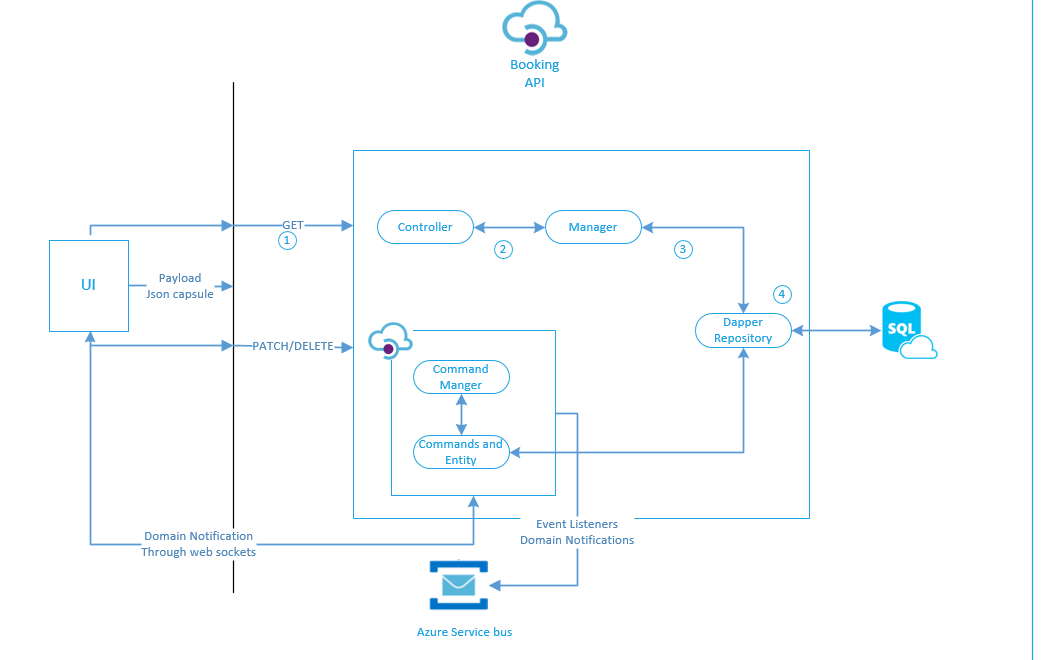 Booking
API
GET
1
Controller
Manager
2
3
UI
Payload
Json capsule
4
Dapper
Repository
SQL
PATCH/DELETE
Command
Manger
Commands and
Entity
Event Listeners
Domain Notifications
Domain Notification
Through web sockets
Azure Service bus